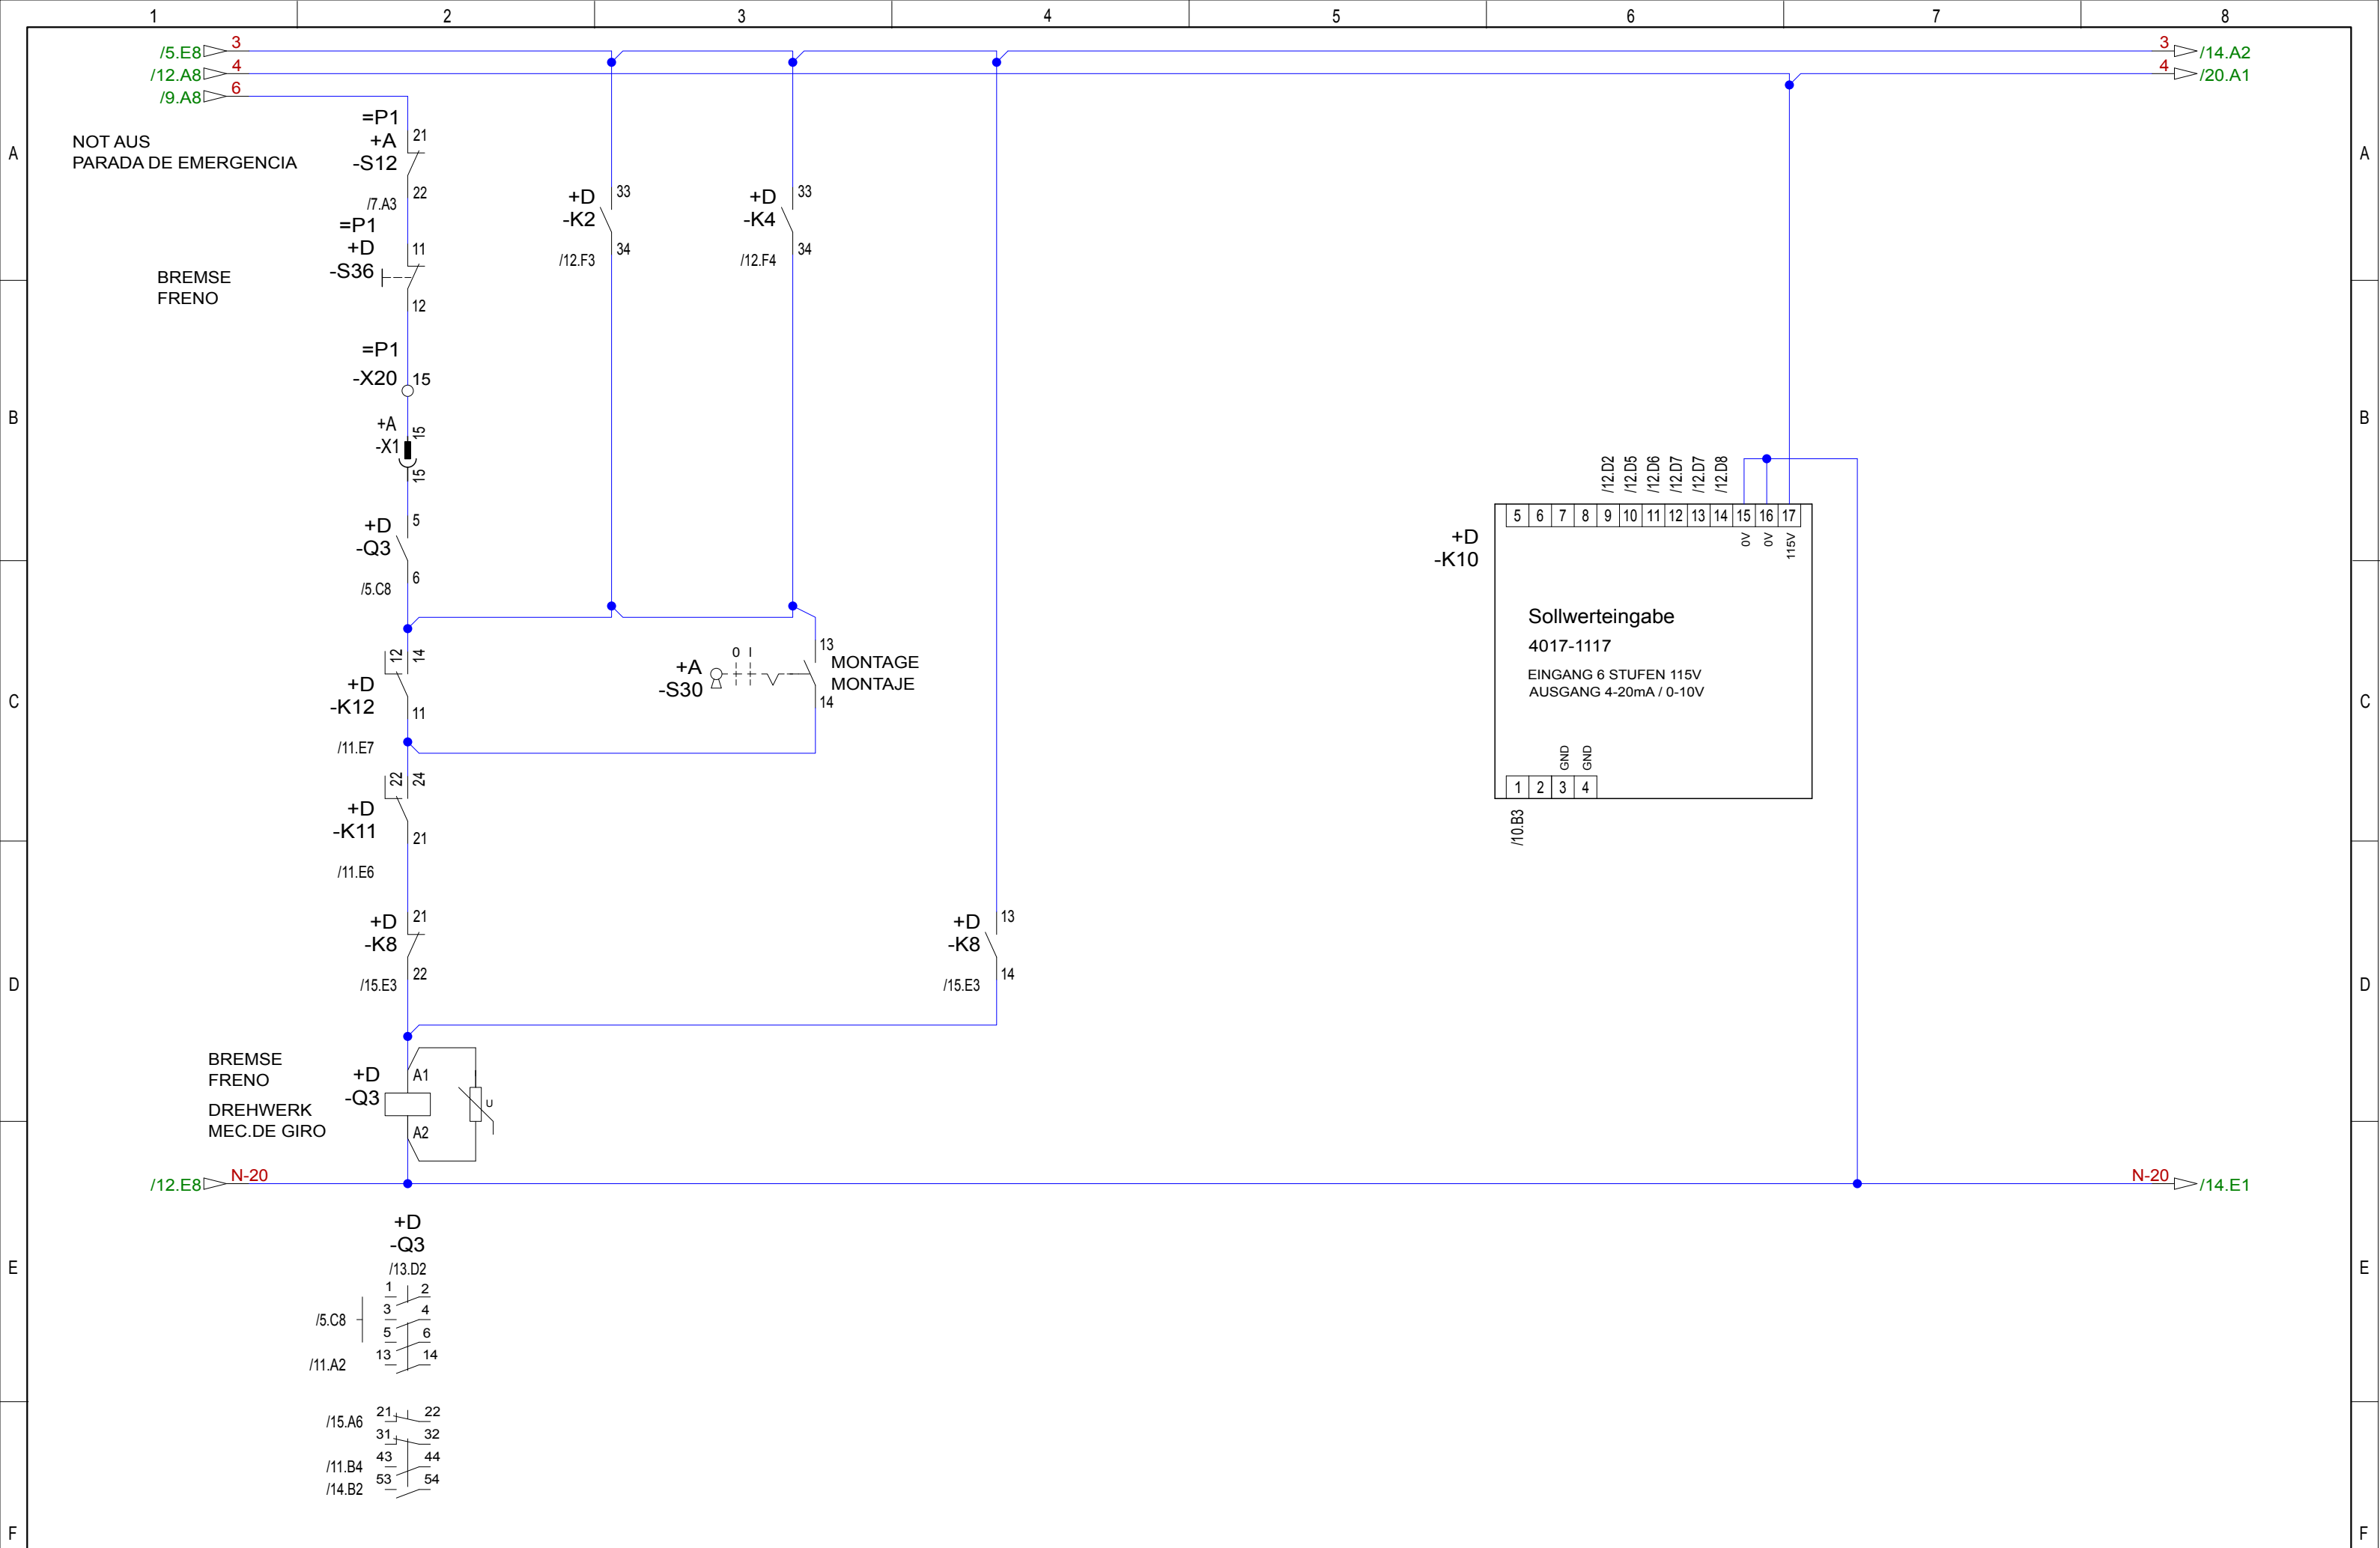 1 2 3 4 5 6 7 8
/5.E8 3 3 /14.A2
/12.A8 4 4 /20.A1
/9.A8 6
A A
NOT AUS
PARADA DE EMERGENCIA
=P1
+A 21
-S12
22
/7.A3
=P1
+D 11
-S36
12
BREMSE
FRENO
+D 33
-K2
34
/12.F3
+D 33
-K4
34
/12.F4
B B
=P1
-X20 15
+A 15
-X1
15
+D 5
-Q3
6
/5.C8
C C
12 14
+D
-K12
11
/11.E7
22 24
+D
-K11
21
/11.E6
0 I
+A
-S30
13
MONTAGE
MONTAJE
14
/12.D2 /12.D5 /12.D6 /12.D7 /12.D7 /12.D8
+D
-K10
5 6 7 8 9 10 11 12 13 14 15 16 17
0V 0V 115V
Sollwerteingabe
4017-1117
EINGANG 6 STUFEN 115V
AUSGANG 4-20mA / 0-10V
GND GND
1 2 3 4
/10.B3
D D
+D 21
-K8
22
/15.E3
+D 13
-K8
14
/15.E3
BREMSE
FRENO
DREHWERK
MEC.DE GIRO
+D A1
-Q3
A2
U
/12.E8 N-20 N-20 /14.E1
E E
+D
-Q3
/13.D2
1 2
3 4
/5.C8
5 6
13 14
/11.A2
21 22
/15.A6
31 32
43 44
/11.B4
53 54
/14.B2
F F